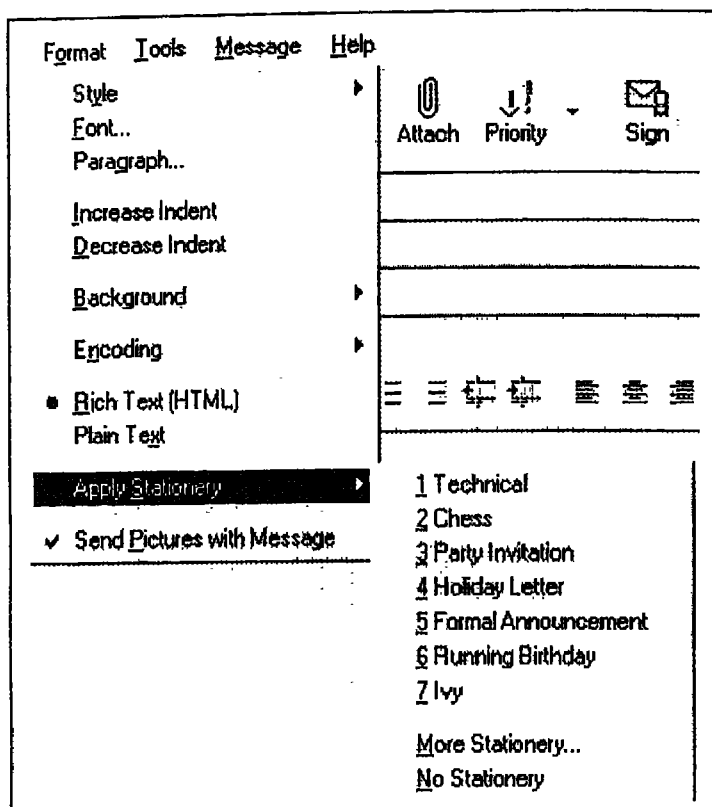 Format Tools Message Help
Style
Font...
Paragraph...
Increase Indent
Decrease Indent
Background
Encoding
Rich Text (HTML)
Plain Text
Apply Stationery
Send Pictures with Message
Attach Priority Sign
1 Technical
2 Chess
3 Party Invitation
4 Holiday Letter
5 Formal Announcement
6 Running Birthday
7 Ivy
More Stationery...
No Stationery